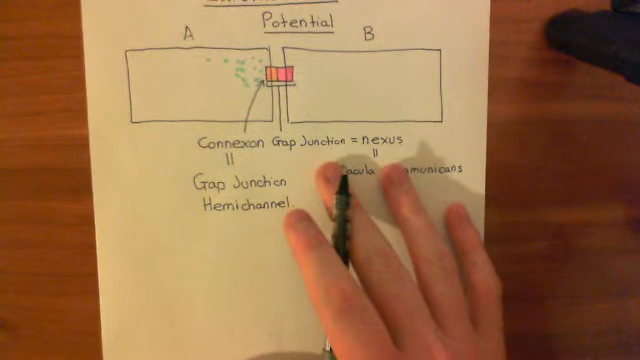 Potential
A
B
Connexon
Gap Junction = nexus
=
=
Gap Junction
Hemichannel.